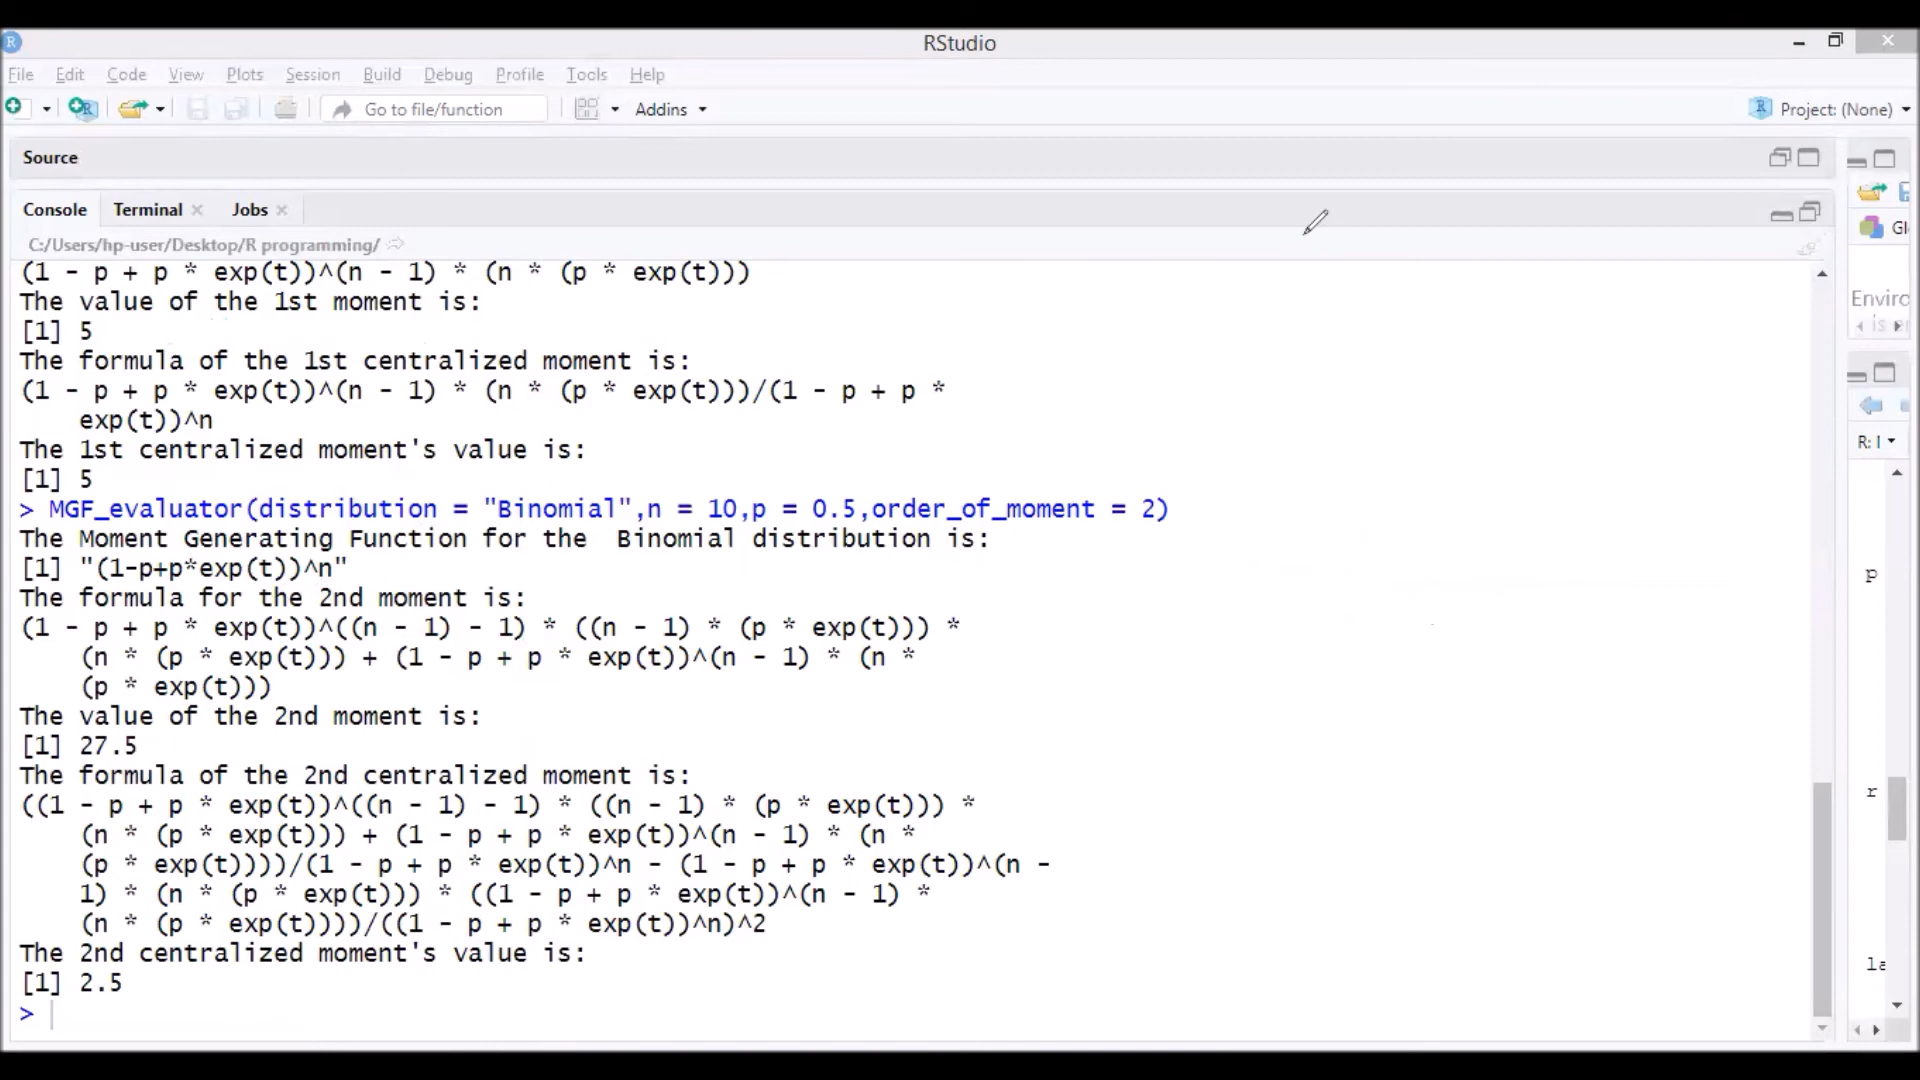 RStudio
File Edit Code View Plots Session Build Debug Profile Tools Help
Go to file/function Addins Project: (None)
Source
Console Terminal Jobs
C:/Users/hp-user/Desktop/R programming/
(1 - p + p * exp(t))^(n - 1) * (n * (p * exp(t)))
The value of the 1st moment is:
[1] 5
The formula of the 1st centralized moment is:
(1 - p + p * exp(t))^(n - 1) * (n * (p * exp(t)))/(1 - p + p *
exp(t))^n
The 1st centralized moment's value is:
[1] 5
> MGF_evaluator(distribution = "Binomial",n = 10,p = 0.5,order_of_moment = 2)
The Moment Generating Function for the  Binomial distribution is:
[1] "(1-p+p*exp(t))^n"
The formula for the 2nd moment is:
(1 - p + p * exp(t))^((n - 1) - 1) * ((n - 1) * (p * exp(t))) *
(n * (p * exp(t))) + (1 - p + p * exp(t))^(n - 1) * (n *
(p * exp(t)))
The value of the 2nd moment is:
[1] 27.5
The formula of the 2nd centralized moment is:
((1 - p + p * exp(t))^((n - 1) - 1) * ((n - 1) * (p * exp(t))) *
(n * (p * exp(t))) + (1 - p + p * exp(t))^(n - 1) * (n *
(p * exp(t))))/(1 - p + p * exp(t))^n - (1 - p + p * exp(t))^(n -
1) * (n * (p * exp(t))) * ((1 - p + p * exp(t))^(n - 1) *
(n * (p * exp(t))))/((1 - p + p * exp(t))^n)^2
The 2nd centralized moment's value is:
[1] 2.5
>
Gl
Enviro
is
R:
p
r
la